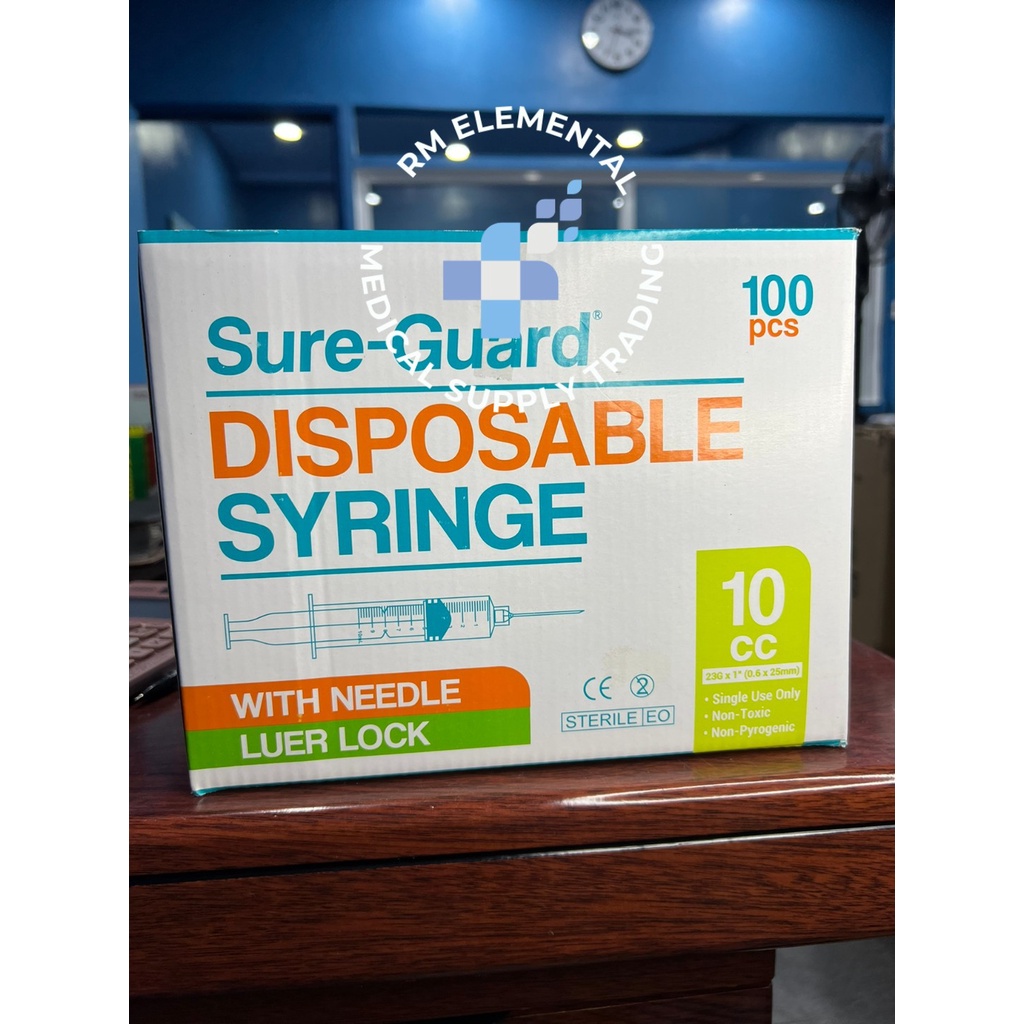 RM ELEMENTAL
MEDICAL SUPPLY TRADING
Sure-Guard®
100
pcs
DISPOSABLE
SYRINGE
10
CC
23G x 1" (0.6 x 25mm)
• Single Use Only
• Non-Toxic
• Non-Pyrogenic
WITH NEEDLE
LUER LOCK
CE
2
STERILE EO